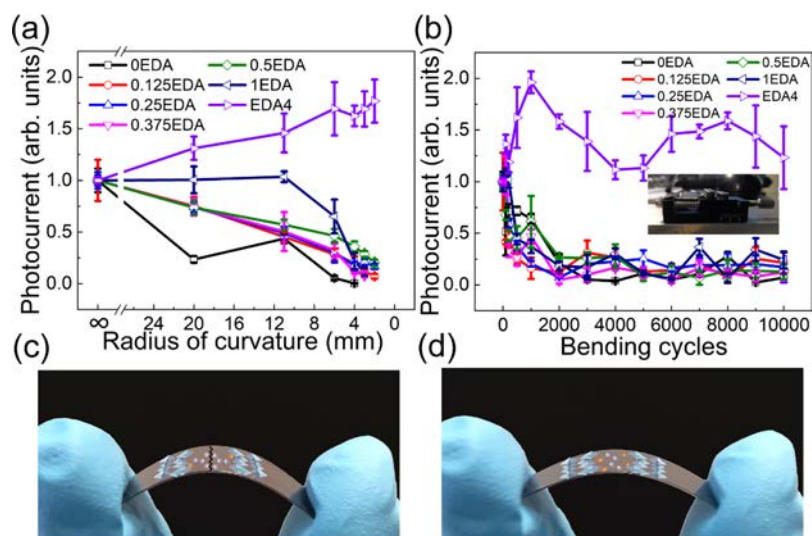 (a)
Photocurrent (arb. units)
2.0
1.5
1.0
0.5
0.0
0EDA
0.125EDA
0.25EDA
0.375EDA
0.5EDA
1EDA
EDA4
∞ 24 20 16 12 8 4 0
Radius of curvature (mm)
(b)
Photocurrent (arb. units)
2.0
1.5
1.0
0.5
0.0
0EDA
0.125EDA
0.25EDA
0.375EDA
0.5EDA
1EDA
EDA4
0 2000 4000 6000 8000 10000
Bending cycles
(c)
(d)